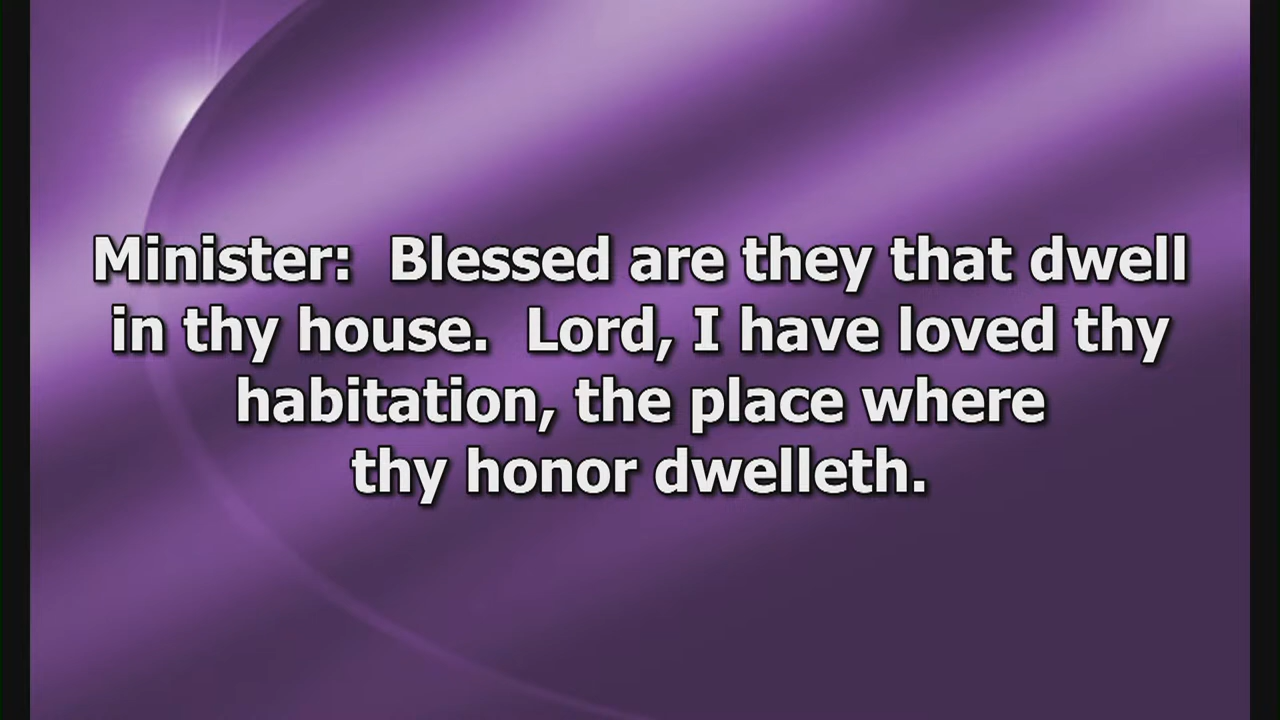 Minister:  Blessed are they that dwell
in thy house.  Lord, I have loved thy
habitation, the place where
thy honor dwelleth.